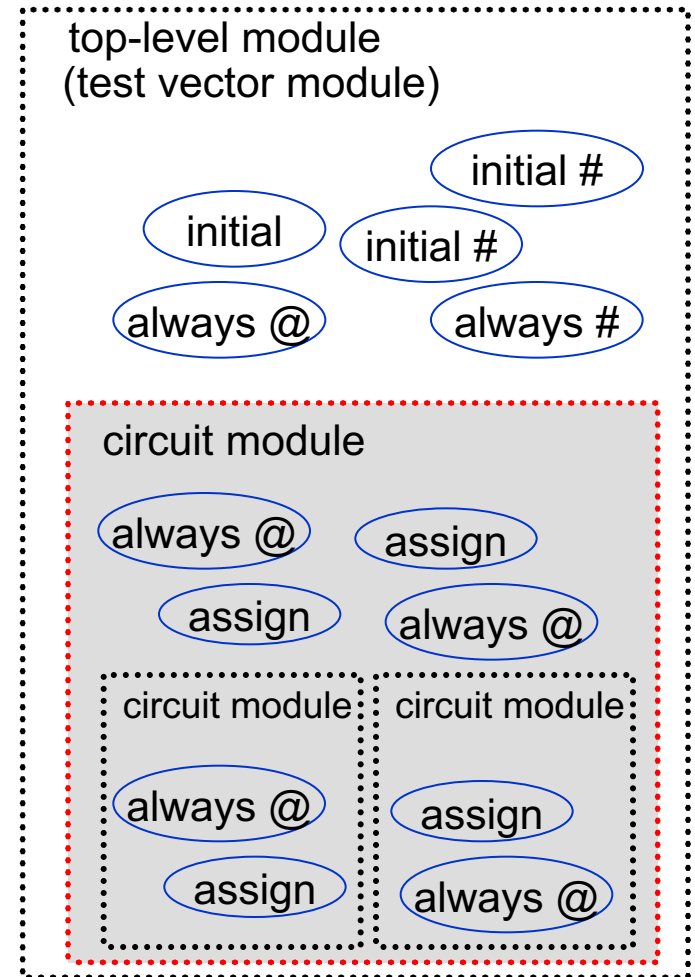 top-level module
(test vector module)
initial #
initial
initial #
always @
always #
circuit module
always @
assign
assign
always @
circuit module
circuit module
always @
assign
assign
always @